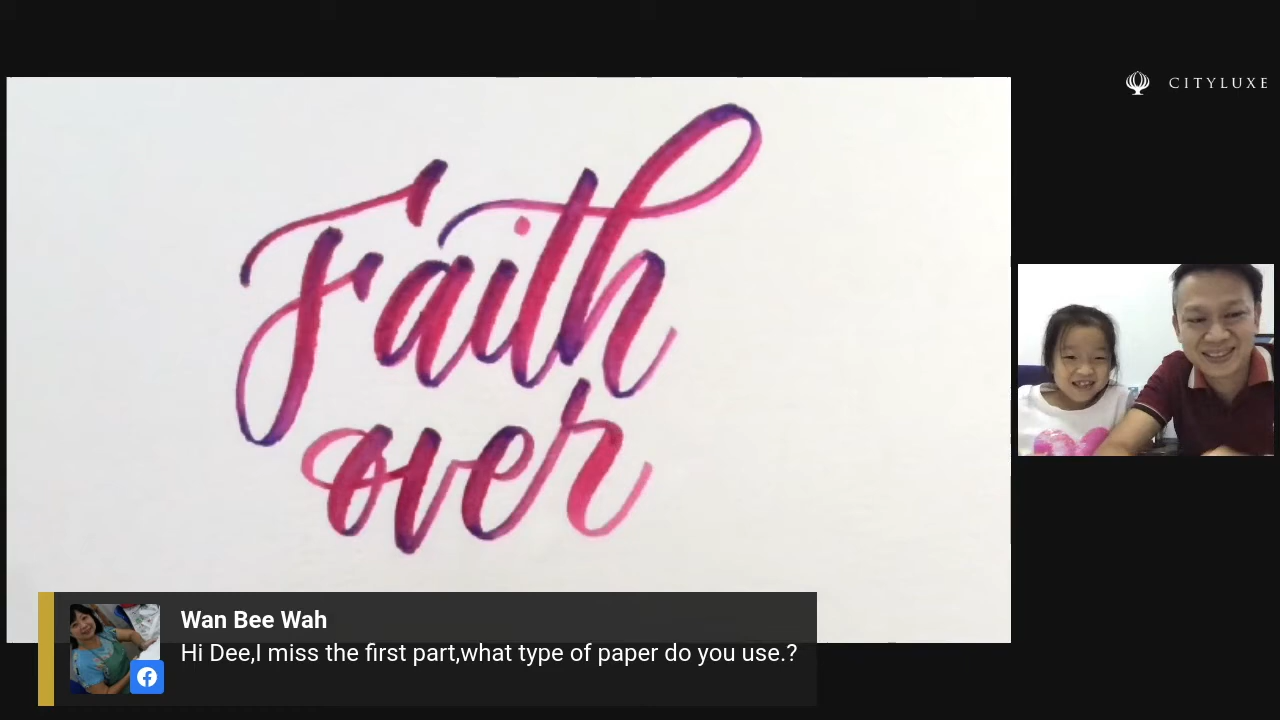 CITYLUXE
Faith
over
Wan Bee Wah
Hi Dee,I miss the first part,what type of paper do you use.?